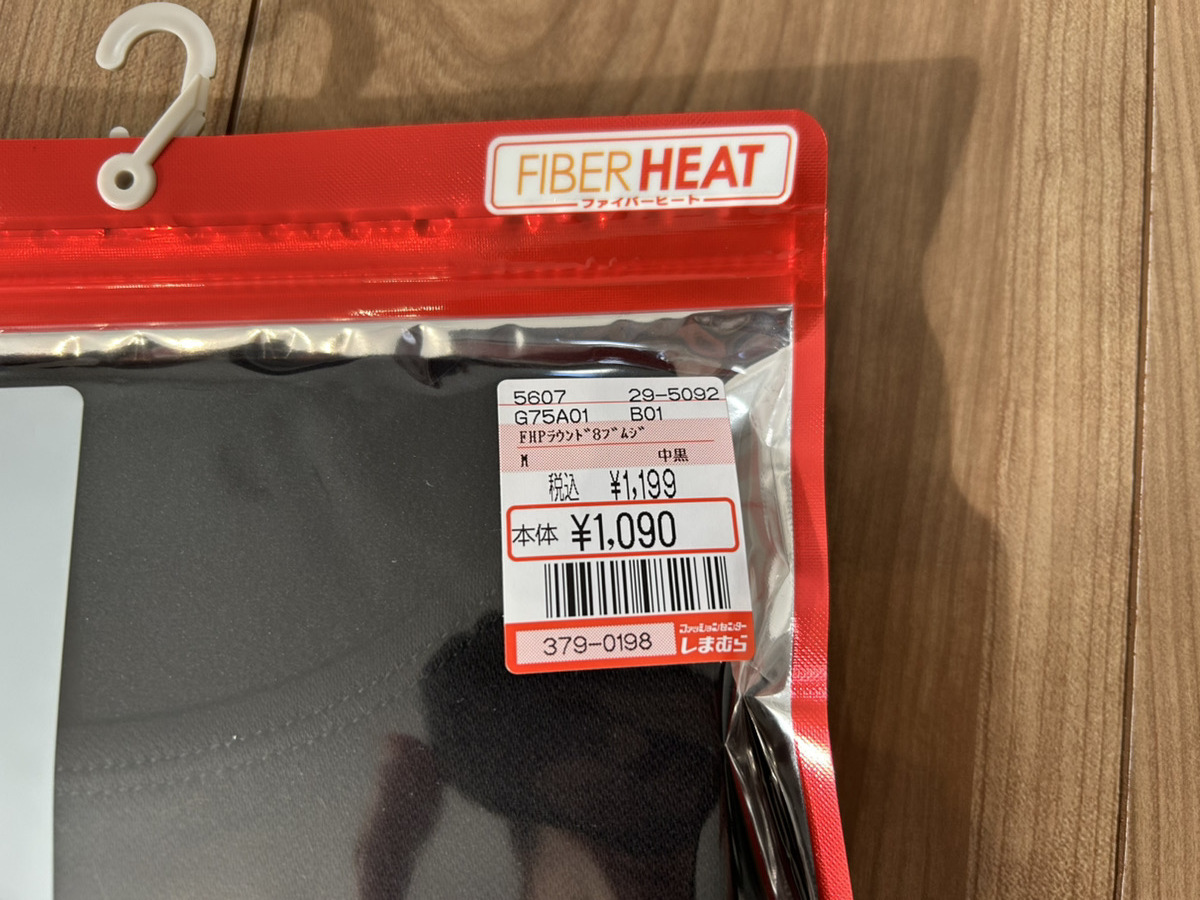 FIBER HEAT
ファイバーヒート
5607 29-5092
G75A01 B01
FHPラウンド8ブムジ
M 中黒
税込 ¥1,199
本体 ¥1,090
379-0198
ファッションセンター
しまむら